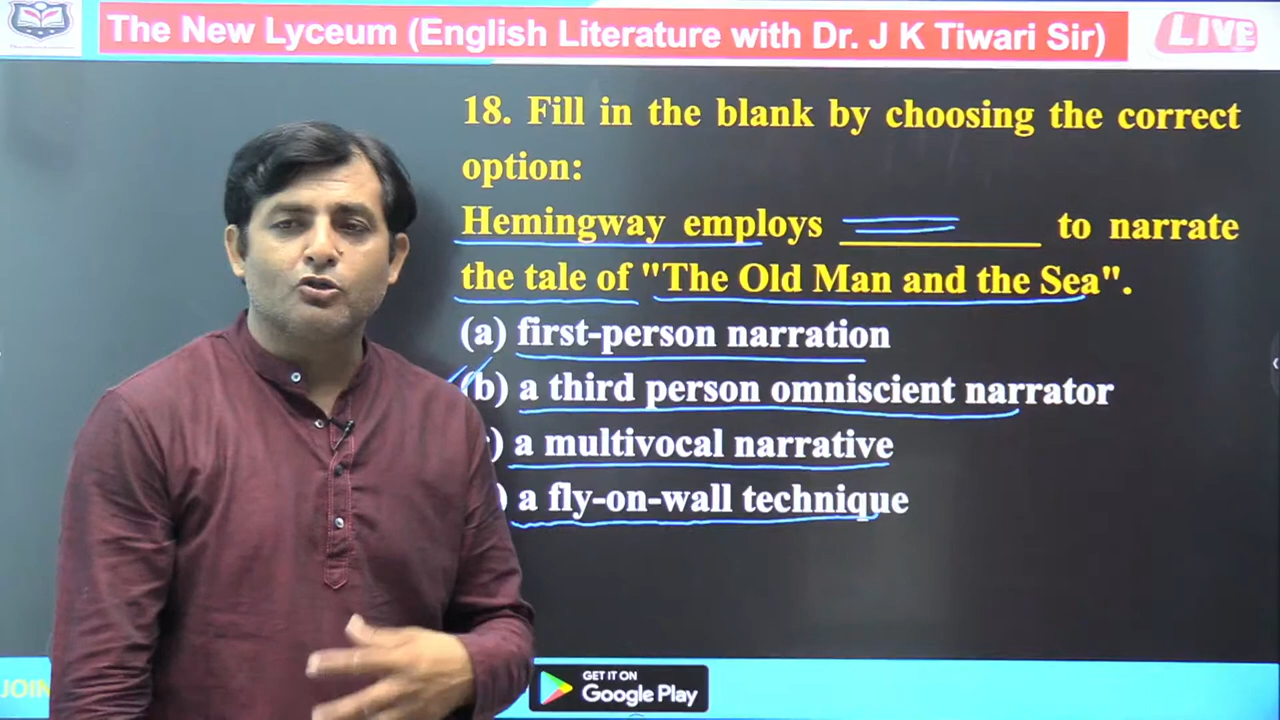 The New Lyceum (English Literature with Dr. J K Tiwari Sir)
LIVE
18. Fill in the blank by choosing the correct
option:
Hemingway employs __________ to narrate
the tale of "The Old Man and the Sea".
(a) first-person narration
(b) a third person omniscient narrator
) a multivocal narrative
) a fly-on-wall technique
JOIN
GET IT ON
Google Play